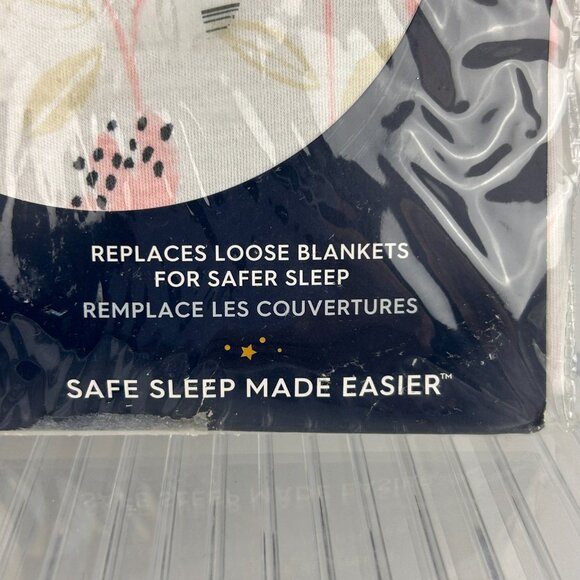 REPLACES LOOSE BLANKETS
FOR SAFER SLEEP
REMPLACE LES COUVERTURES
SAFE SLEEP MADE EASIER™